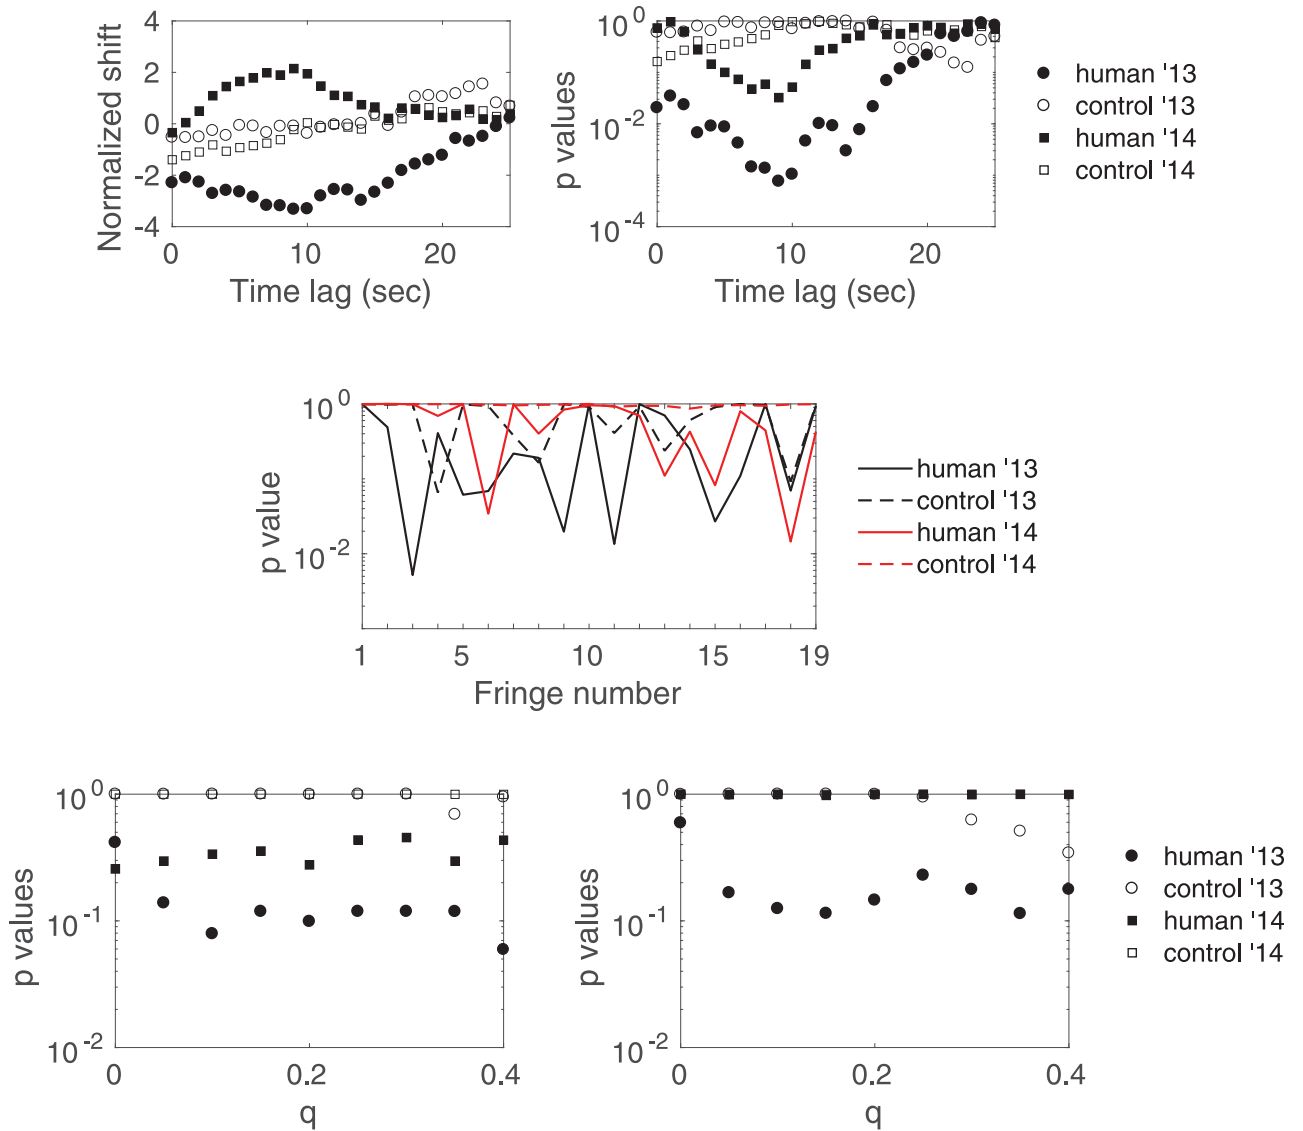 Normalized shift
4
2
0
-2
-4
0
10
20
Time lag (sec)
p values
10^0
10^-2
10^-4
0
10
20
Time lag (sec)
human '13
control '13
human '14
control '14
p value
10^0
10^-2
1
5
10
15
19
Fringe number
human '13
control '13
human '14
control '14
p values
10^0
10^-1
10^-2
0
0.2
0.4
q
p values
10^0
10^-1
10^-2
0
0.2
0.4
q
human '13
control '13
human '14
control '14